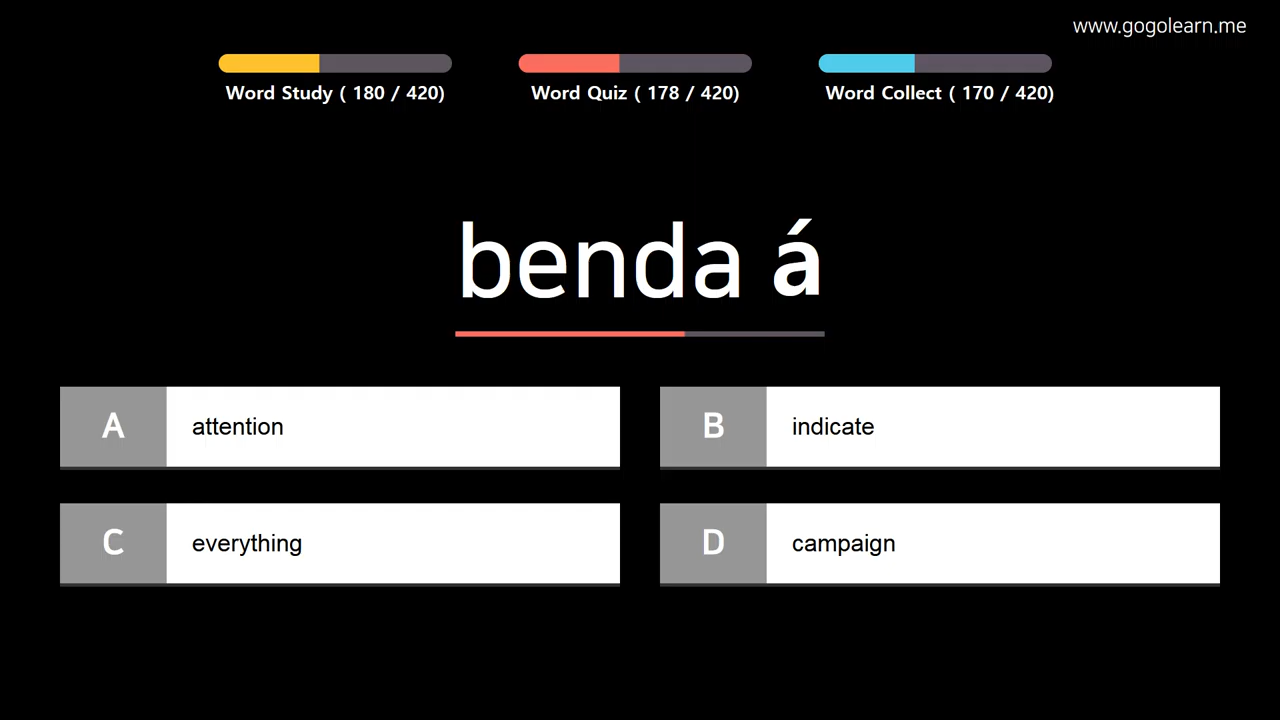 www.gogolearn.me
Word Study ( 180 / 420)
Word Quiz ( 178 / 420)
Word Collect ( 170 / 420)
benda á
A attention
B indicate
C everything
D campaign